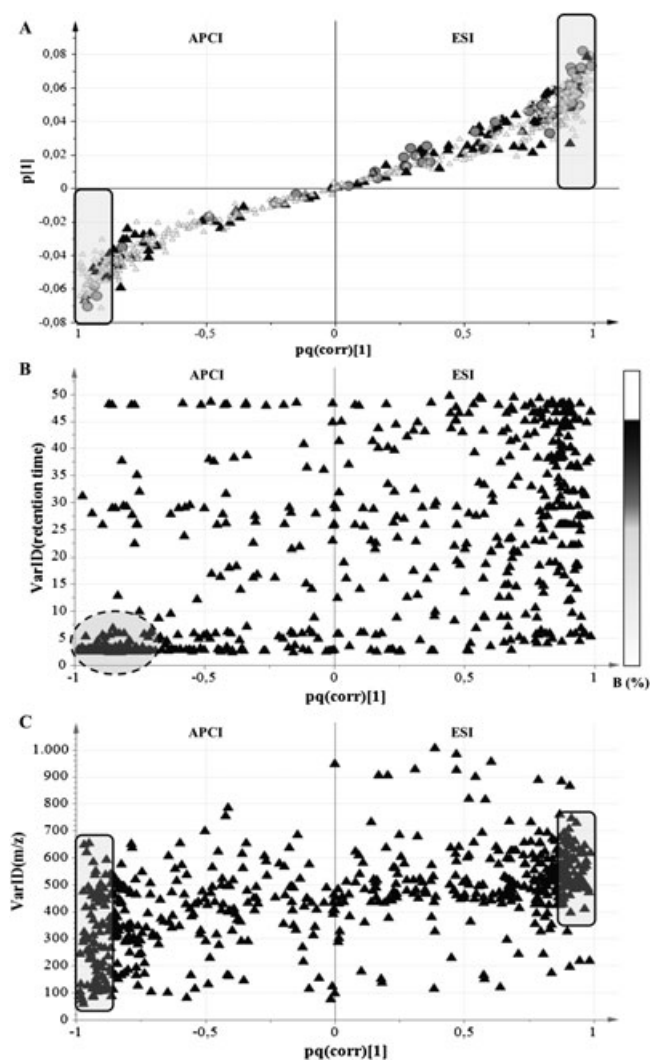 A
APCI
ESI
0,08
0,06
0,04
0,02
0
-0,02
-0,04
-0,06
-0,08
p[1]
1
-0,5
0
0,5
1
pq(corr)[1]
B
APCI
ESI
50
45
40
35
30
25
20
15
10
5
0
VarID(retention time)
-1
-0,5
0
0,5
1
pq(corr)[1]
B (%)
C
APCI
ESI
1.000
900
800
700
600
500
400
300
200
100
0
VarID(m/z)
-1
-0,5
0
0,5
1
pq(corr)[1]